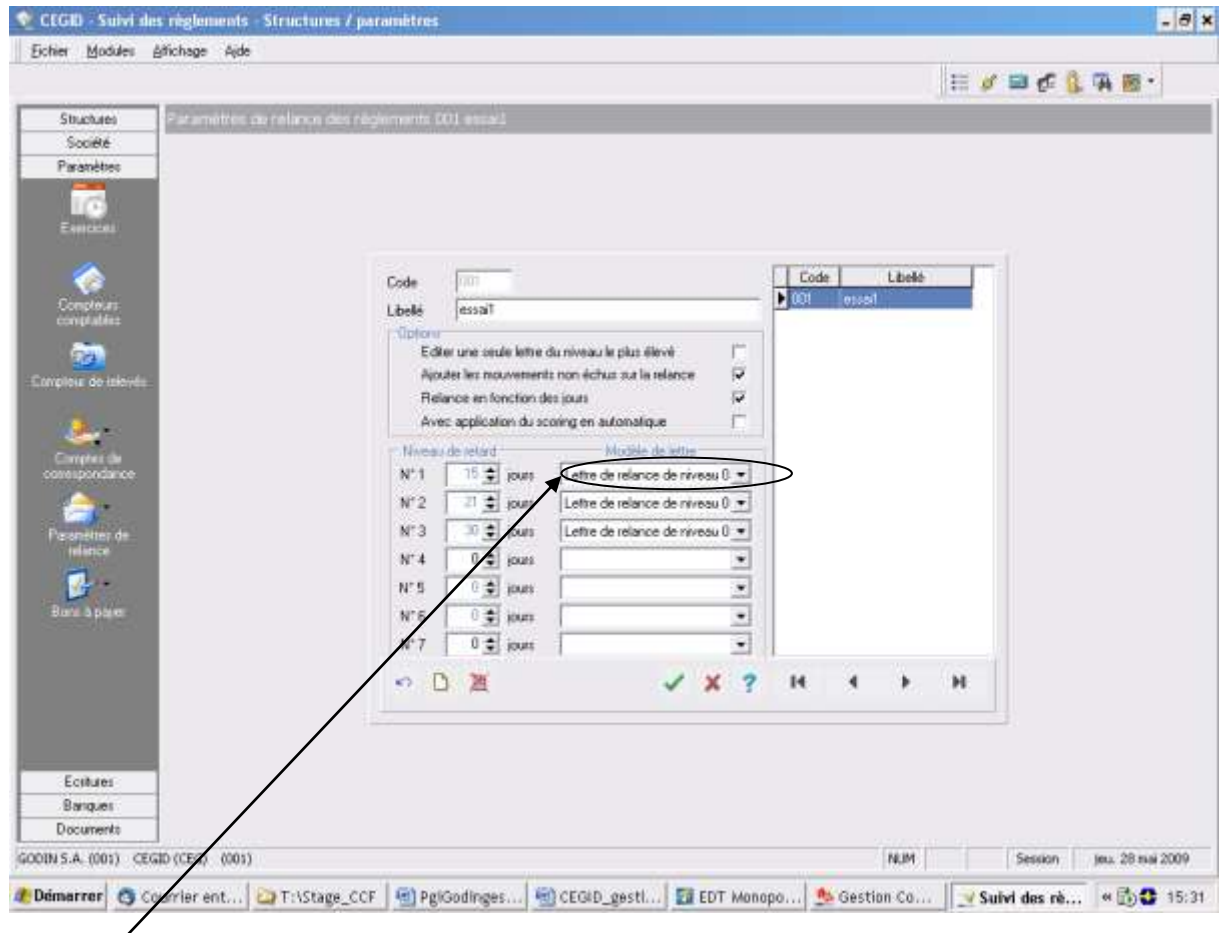 CEGID - Suivi des règlements - Structures / paramètres
Fichier Modules Affichage Aide
Structures
Paramètres de relance des règlements 001 essai1
Société
Paramètres
Exercices
Compteurs
comptables
Compteur de relevés
Comptes de
correspondance
Paramètres de
relance
Bons à payer
Ecritures
Banques
Documents
Code 001
Libellé essai1
Options
Editer une seule lettre du niveau le plus élevé
Ajouter les mouvements non échus sur la relance
Relance en fonction des jours
Avec application du scoring en automatique
Niveau de retard Modèle de lettre
N° 1 15 jours Lettre de relance de niveau 0
N° 2 21 jours Lettre de relance de niveau 0
N° 3 30 jours Lettre de relance de niveau 0
N° 4 0 jours
N° 5 0 jours
N° 6 0 jours
N° 7 0 jours
Code Libellé
001 essai1
GODIN S.A. (001) CEGID (CEG) (001) NUM Session jeu. 28 mai 2009
Démarrer Courrier ent... T:\Stage_CCF PgiGodinges... CEGID_gesti... EDT Monopo... Gestion Co... Suivi des rè... « 15:31